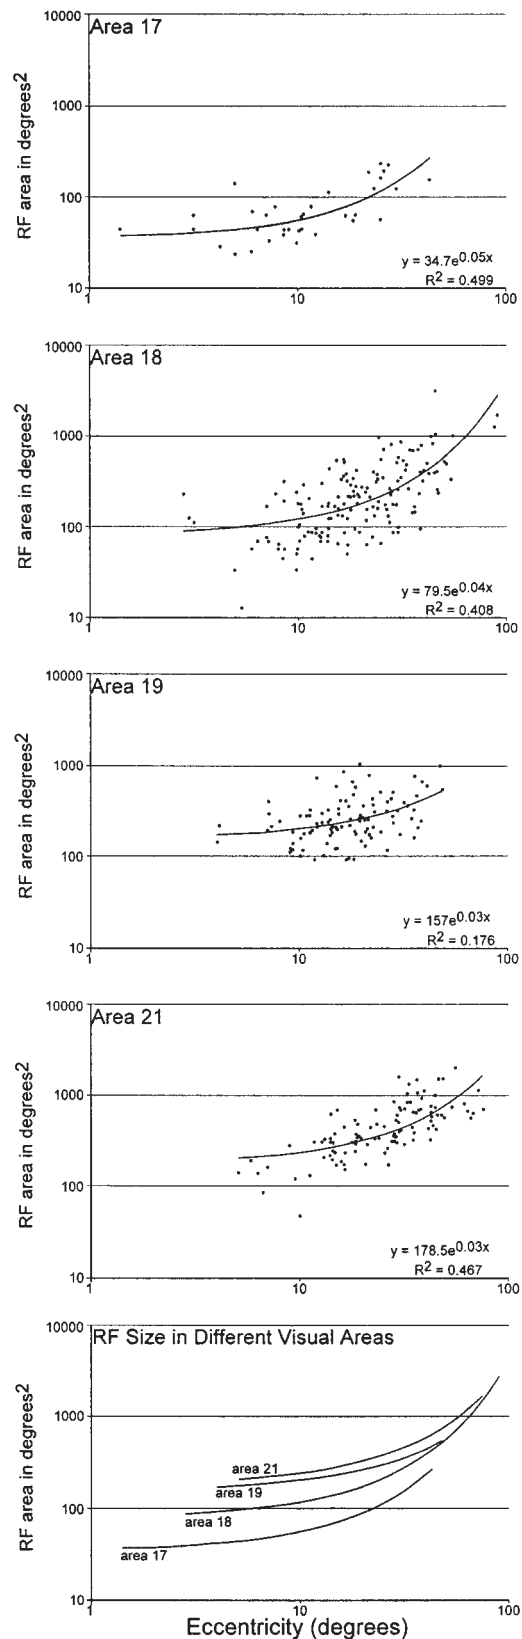 Area 17
10000
1000
100
10
1
10
100
RF area in degrees2
y = 34.7e0.05x
R2 = 0.499
Area 18
10000
1000
100
10
1
10
100
RF area in degrees2
y = 79.5e0.04x
R2 = 0.408
Area 19
10000
1000
100
10
1
10
100
RF area in degrees2
y = 157e0.03x
R2 = 0.176
Area 21
10000
1000
100
10
1
10
100
RF area in degrees2
y = 178.5e0.03x
R2 = 0.467
RF Size in Different Visual Areas
10000
1000
100
10
1
10
100
RF area in degrees2
area 21
area 19
area 18
area 17
Eccentricity (degrees)